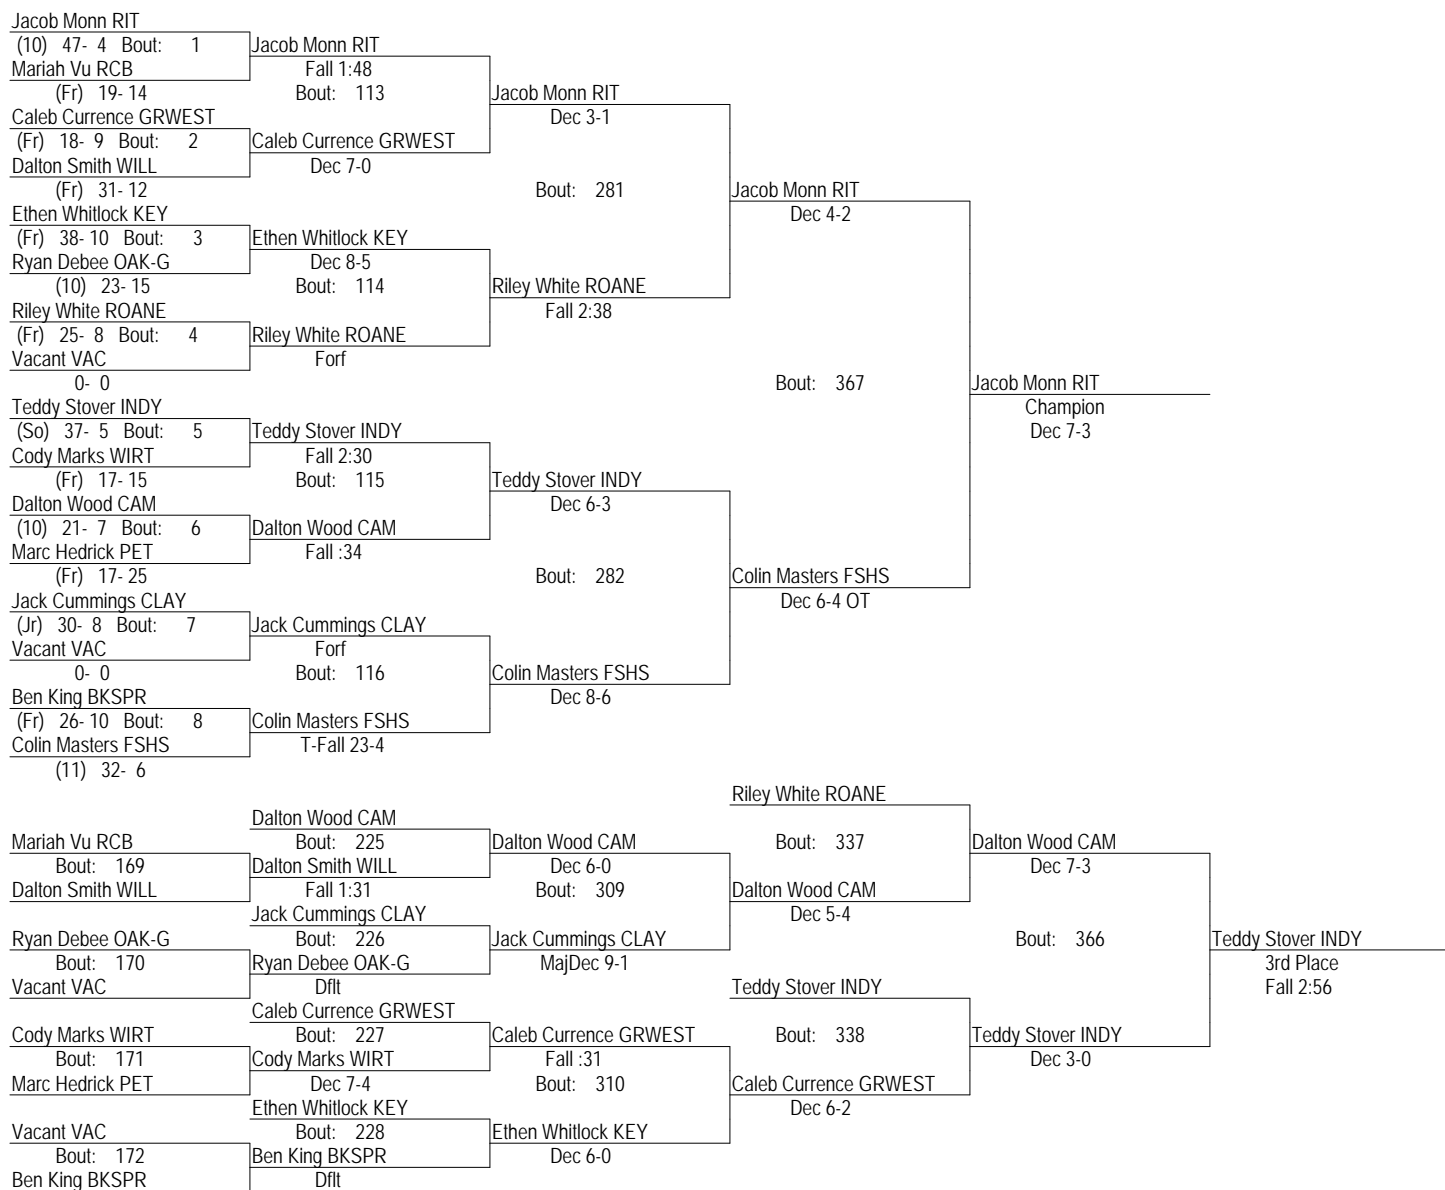 Jacob Monn RIT
(10) 47- 4 Bout: 1
Jacob Monn RIT
Mariah Vu RCB
Fall 1:48
(Fr) 19- 14
Bout: 113
Jacob Monn RIT
Caleb Currence GRWEST
Dec 3-1
(Fr) 18- 9 Bout: 2
Caleb Currence GRWEST
Dalton Smith WILL
Dec 7-0
(Fr) 31- 12
Bout: 281
Jacob Monn RIT
Ethen Whitlock KEY
Dec 4-2
(Fr) 38- 10 Bout: 3
Ethen Whitlock KEY
Ryan Debee OAK-G
Dec 8-5
(10) 23- 15
Bout: 114
Riley White ROANE
Riley White ROANE
Fall 2:38
(Fr) 25- 8 Bout: 4
Riley White ROANE
Vacant VAC
Forf
0- 0
Bout: 367
Jacob Monn RIT
Teddy Stover INDY
Champion
(So) 37- 5 Bout: 5
Teddy Stover INDY
Dec 7-3
Cody Marks WIRT
Fall 2:30
(Fr) 17- 15
Bout: 115
Teddy Stover INDY
Dalton Wood CAM
Dec 6-3
(10) 21- 7 Bout: 6
Dalton Wood CAM
Marc Hedrick PET
Fall :34
(Fr) 17- 25
Bout: 282
Colin Masters FSHS
Jack Cummings CLAY
Dec 6-4 OT
(Jr) 30- 8 Bout: 7
Jack Cummings CLAY
Vacant VAC
Forf
0- 0
Bout: 116
Colin Masters FSHS
Ben King BKSPR
Dec 8-6
(Fr) 26- 10 Bout: 8
Colin Masters FSHS
Colin Masters FSHS
T-Fall 23-4
(11) 32- 6
Riley White ROANE
Dalton Wood CAM
Mariah Vu RCB
Bout: 225
Dalton Wood CAM
Bout: 337
Dalton Wood CAM
Bout: 169
Dalton Smith WILL
Dec 6-0
Dec 7-3
Dalton Smith WILL
Fall 1:31
Bout: 309
Dalton Wood CAM
Jack Cummings CLAY
Dec 5-4
Ryan Debee OAK-G
Bout: 226
Jack Cummings CLAY
Bout: 366
Teddy Stover INDY
Bout: 170
Ryan Debee OAK-G
MajDec 9-1
3rd Place
Vacant VAC
Dflt
Teddy Stover INDY
Fall 2:56
Caleb Currence GRWEST
Cody Marks WIRT
Bout: 227
Caleb Currence GRWEST
Bout: 338
Teddy Stover INDY
Bout: 171
Cody Marks WIRT
Fall :31
Dec 3-0
Marc Hedrick PET
Dec 7-4
Bout: 310
Caleb Currence GRWEST
Ethen Whitlock KEY
Dec 6-2
Vacant VAC
Bout: 228
Ethen Whitlock KEY
Bout: 172
Ben King BKSPR
Dec 6-0
Ben King BKSPR
Dflt